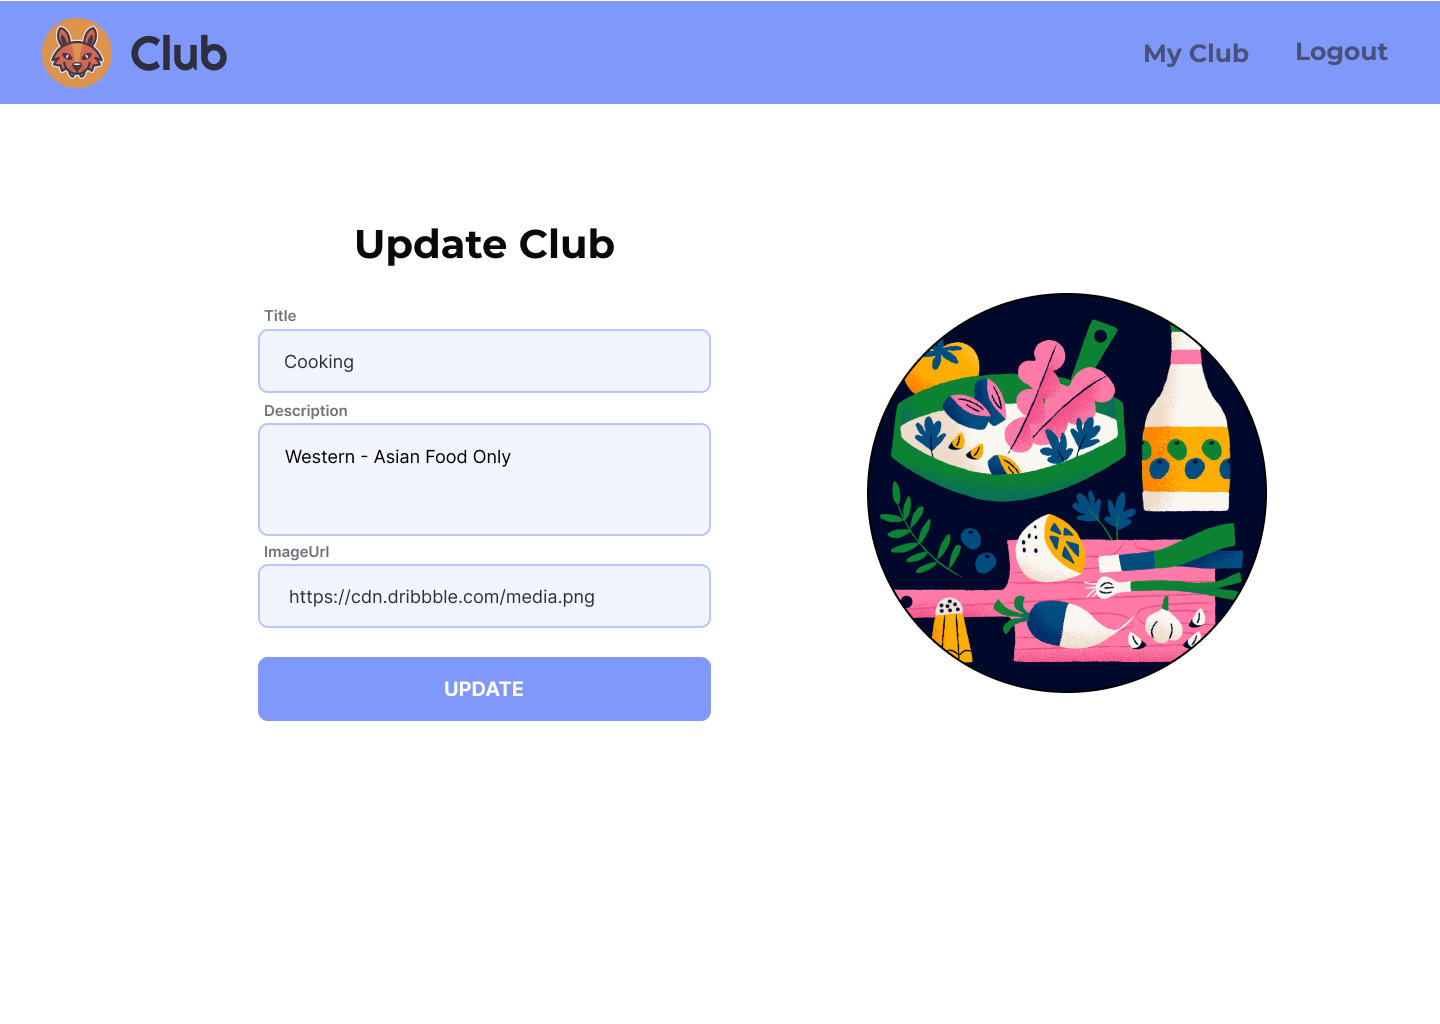 Club
My Club
Logout
Update Club
Title
Cooking
Description
Western - Asian Food Only
ImageUrl
https://cdn.dribbble.com/media.png
UPDATE